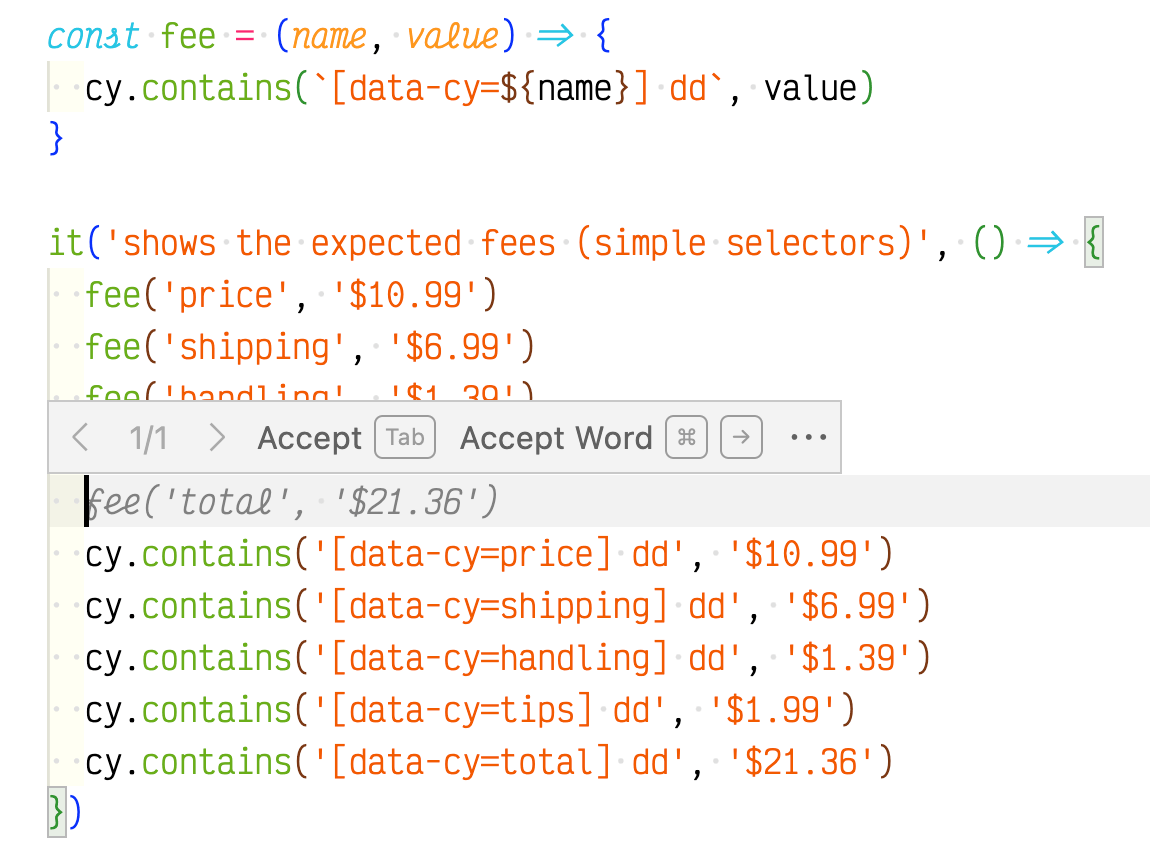 const fee = (name, value) => {
  cy.contains(`[data-cy=${name}] dd`, value)
}

it('shows the expected fees (simple selectors)', () => {
  fee('price', '$10.99')
  fee('shipping', '$6.99')
  fee('handling', '$1.39')
< 1/1 > Accept Tab Accept Word ⌘ → ···
  fee('total', '$21.36')
  cy.contains('[data-cy=price] dd', '$10.99')
  cy.contains('[data-cy=shipping] dd', '$6.99')
  cy.contains('[data-cy=handling] dd', '$1.39')
  cy.contains('[data-cy=tips] dd', '$1.99')
  cy.contains('[data-cy=total] dd', '$21.36')
})